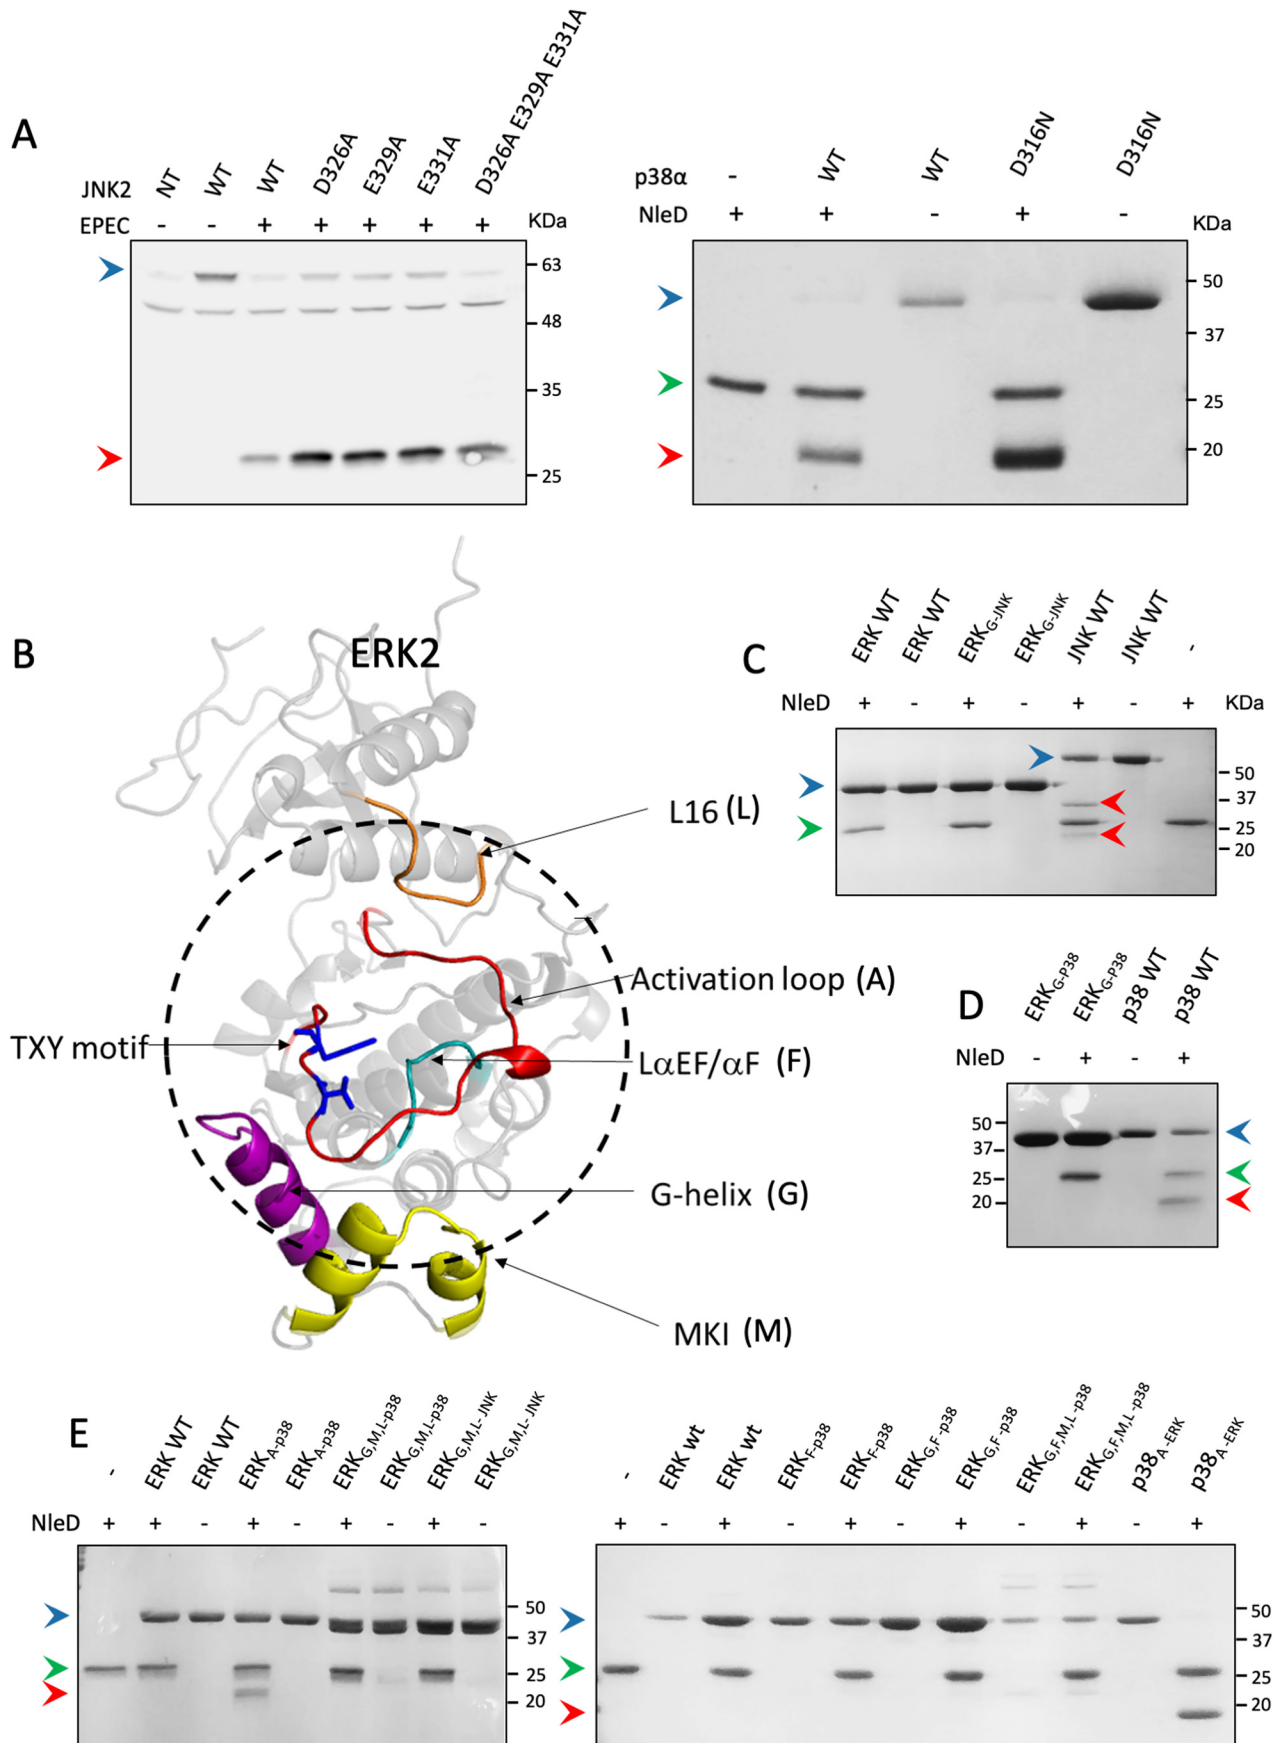 A
JNK2 NT WT WT D326A E329A E331A D326A E329A E331A
EPEC - - + + + + + KDa
63
48
35
25
p38α - WT WT D316N D316N
NleD + + - + - KDa
50
37
25
20
B
ERK2
L16 (L)
Activation loop (A)
TXY motif
LαEF/αF (F)
G-helix (G)
MKI (M)
C
ERK WT ERK WT ERKG-JNK ERKG-JNK JNK WT JNK WT -
NleD + - + - + - + KDa
50
37
25
20
D
ERKG-P38 ERKG-P38 p38 WT p38 WT
NleD - + - +
50
37
25
20
E
- ERK WT ERK WT ERKA-p38 ERKA-p38 ERKG,M,L-p38 ERKG,M,L-p38 ERKG,M,L-JNK ERKG,M,L-JNK
NleD + + - + - + - + -
50
37
25
20
- ERK wt ERK wt ERKF-p38 ERKF-p38 ERKG,F-p38 ERKG,F-p38 ERKG,F,M,L-p38 ERKG,F,M,L-p38 p38A-ERK p38A-ERK
+ - + - + - + - + - +
50
37
25
20